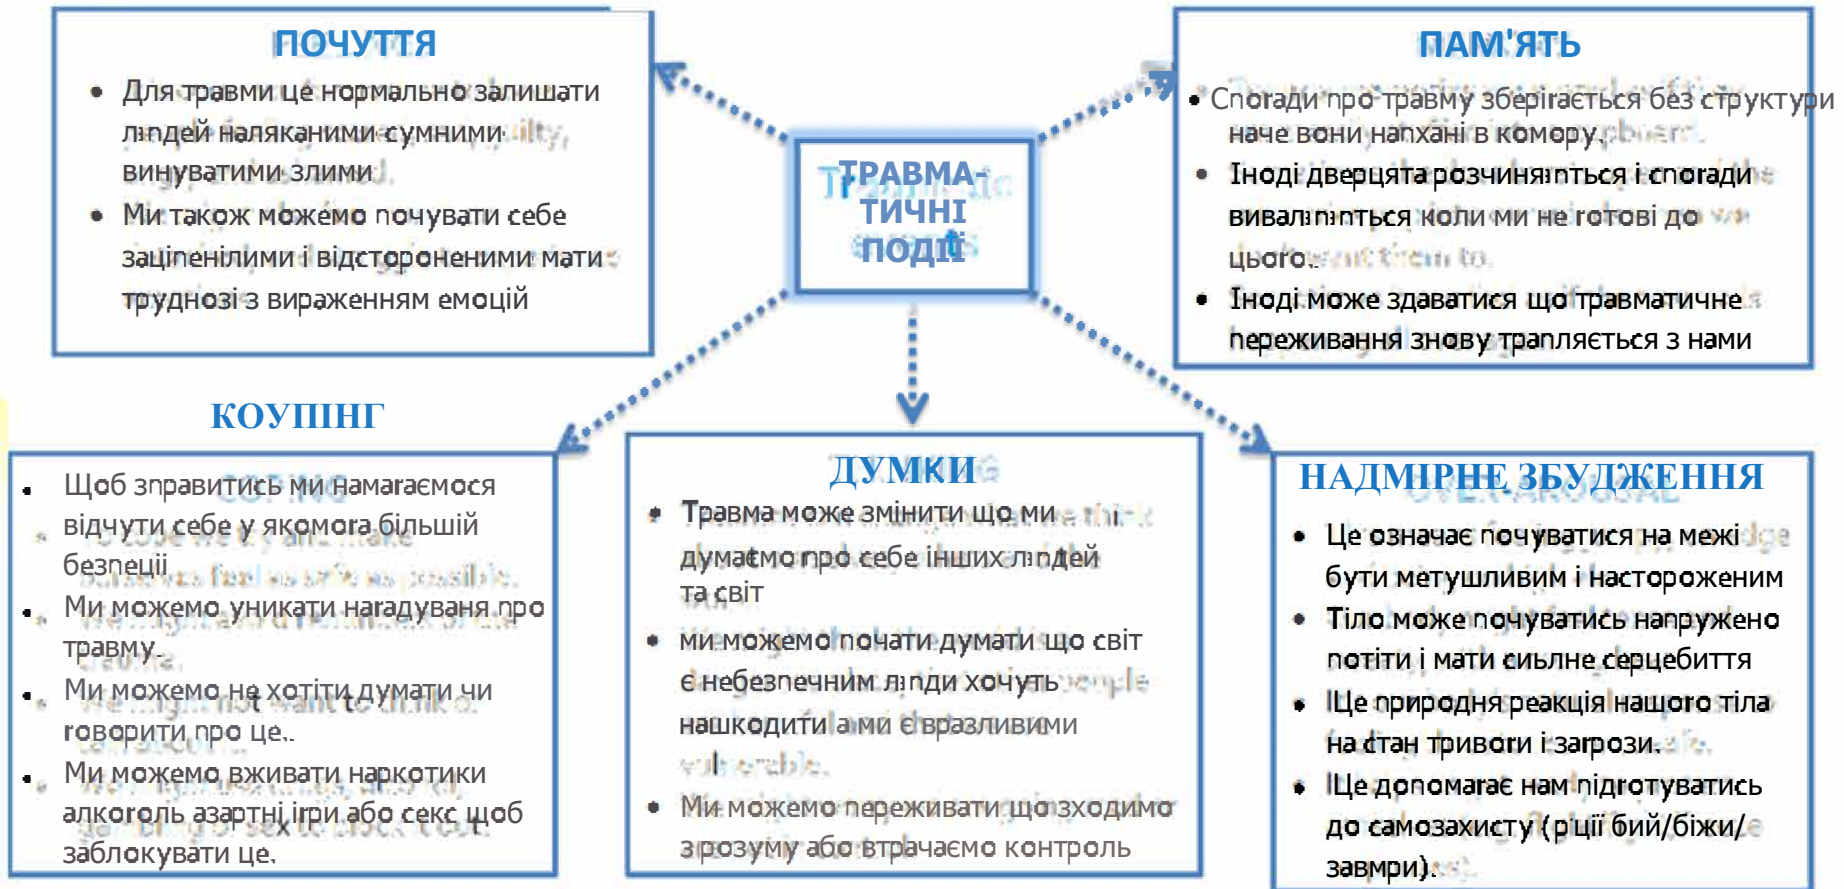 ПОЧУТТЯ
• Для травми це нормально залишати
людей наляканими сумними
винуватими злими
• Ми також можемо почувати себе
заціпенілими і відстороненими мати
труднозі з вираженням емоцій
ПАМ'ЯТЬ
• Спогади про травму зберігається без структури
наче вони напхані в комору.
• Іноді дверцята розчиняються і спогади
вивалюються коли ми не готові до
цього.
• Іноді може здаватися що травматичне
переживання знову трапляється з нами
ТРАВМА-
ТИЧНІ
ПОДІЇ
КОУПІНГ
• Щоб зправитись ми намагаємося
відчути себе у якомога більшій
безпеціі
• Ми можемо уникати нагадуваня про
травму.
• Ми можемо не хотіти думати чи
говорити про це..
• Ми можемо вживати наркотики
алкоголь азартні ігри або секс щоб
заблокувати це.
ДУМКИ
• Травма може змінити що ми
думаємо про себе інших людей
та світ
• ми можемо почати думати що світ
є небезпечним люди хочуть
нашкодити а ми є вразливими
• Ми можемо переживати що зходимо
з розуму або втрачаємо контроль
НАДМІРНЕ ЗБУДЖЕННЯ
• Це означає почуватися на межі
бути метушливим і настороженим
• Тіло може почуватись напружено
потіти і мати сиьлне серцебиття
• Це природня реакція нашого тіла
на стан тривоги і загрози.
• Це допомагає нам підготуватись
до самозахисту (ріції бий/біжи/
завмри).